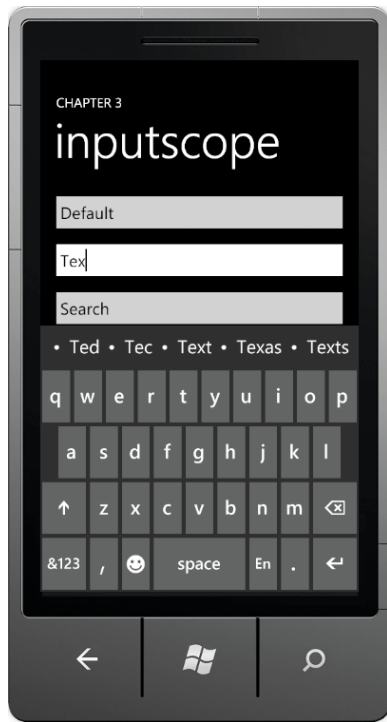 CHAPTER 3
inputscope
Default
Tex
Search
• Ted • Tec • Text • Texas • Texts
q w e r t y u i o p
a s d f g h j k l
z x c v b n m
&123 , space En .